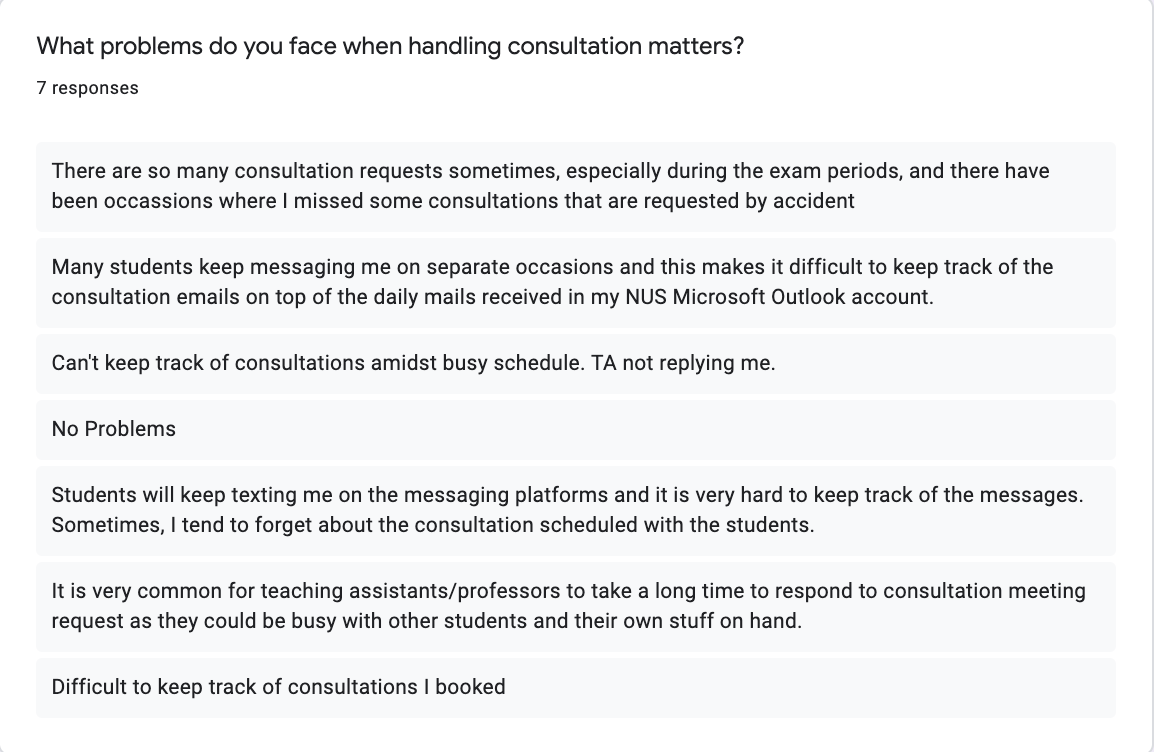 What problems do you face when handling consultation matters?
7 responses
There are so many consultation requests sometimes, especially during the exam periods, and there have
been occassions where I missed some consultations that are requested by accident
Many students keep messaging me on separate occasions and this makes it difficult to keep track of the
consultation emails on top of the daily mails received in my NUS Microsoft Outlook account.
Can't keep track of consultations amidst busy schedule. TA not replying me.
No Problems
Students will keep texting me on the messaging platforms and it is very hard to keep track of the messages.
Sometimes, I tend to forget about the consultation scheduled with the students.
It is very common for teaching assistants/professors to take a long time to respond to consultation meeting
request as they could be busy with other students and their own stuff on hand.
Difficult to keep track of consultations I booked